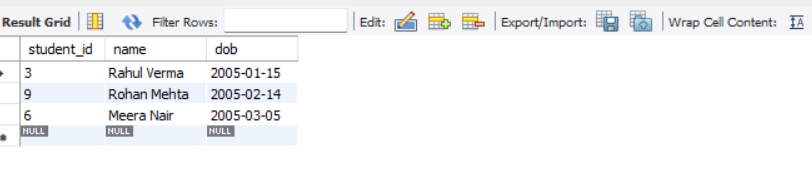 Result Grid Filter Rows: Edit: Export/Import: Wrap Cell Content: IA
student_id name dob
3 Rahul Verma 2005-01-15
9 Rohan Mehta 2005-02-14
6 Meera Nair 2005-03-05
NULL NULL NULL